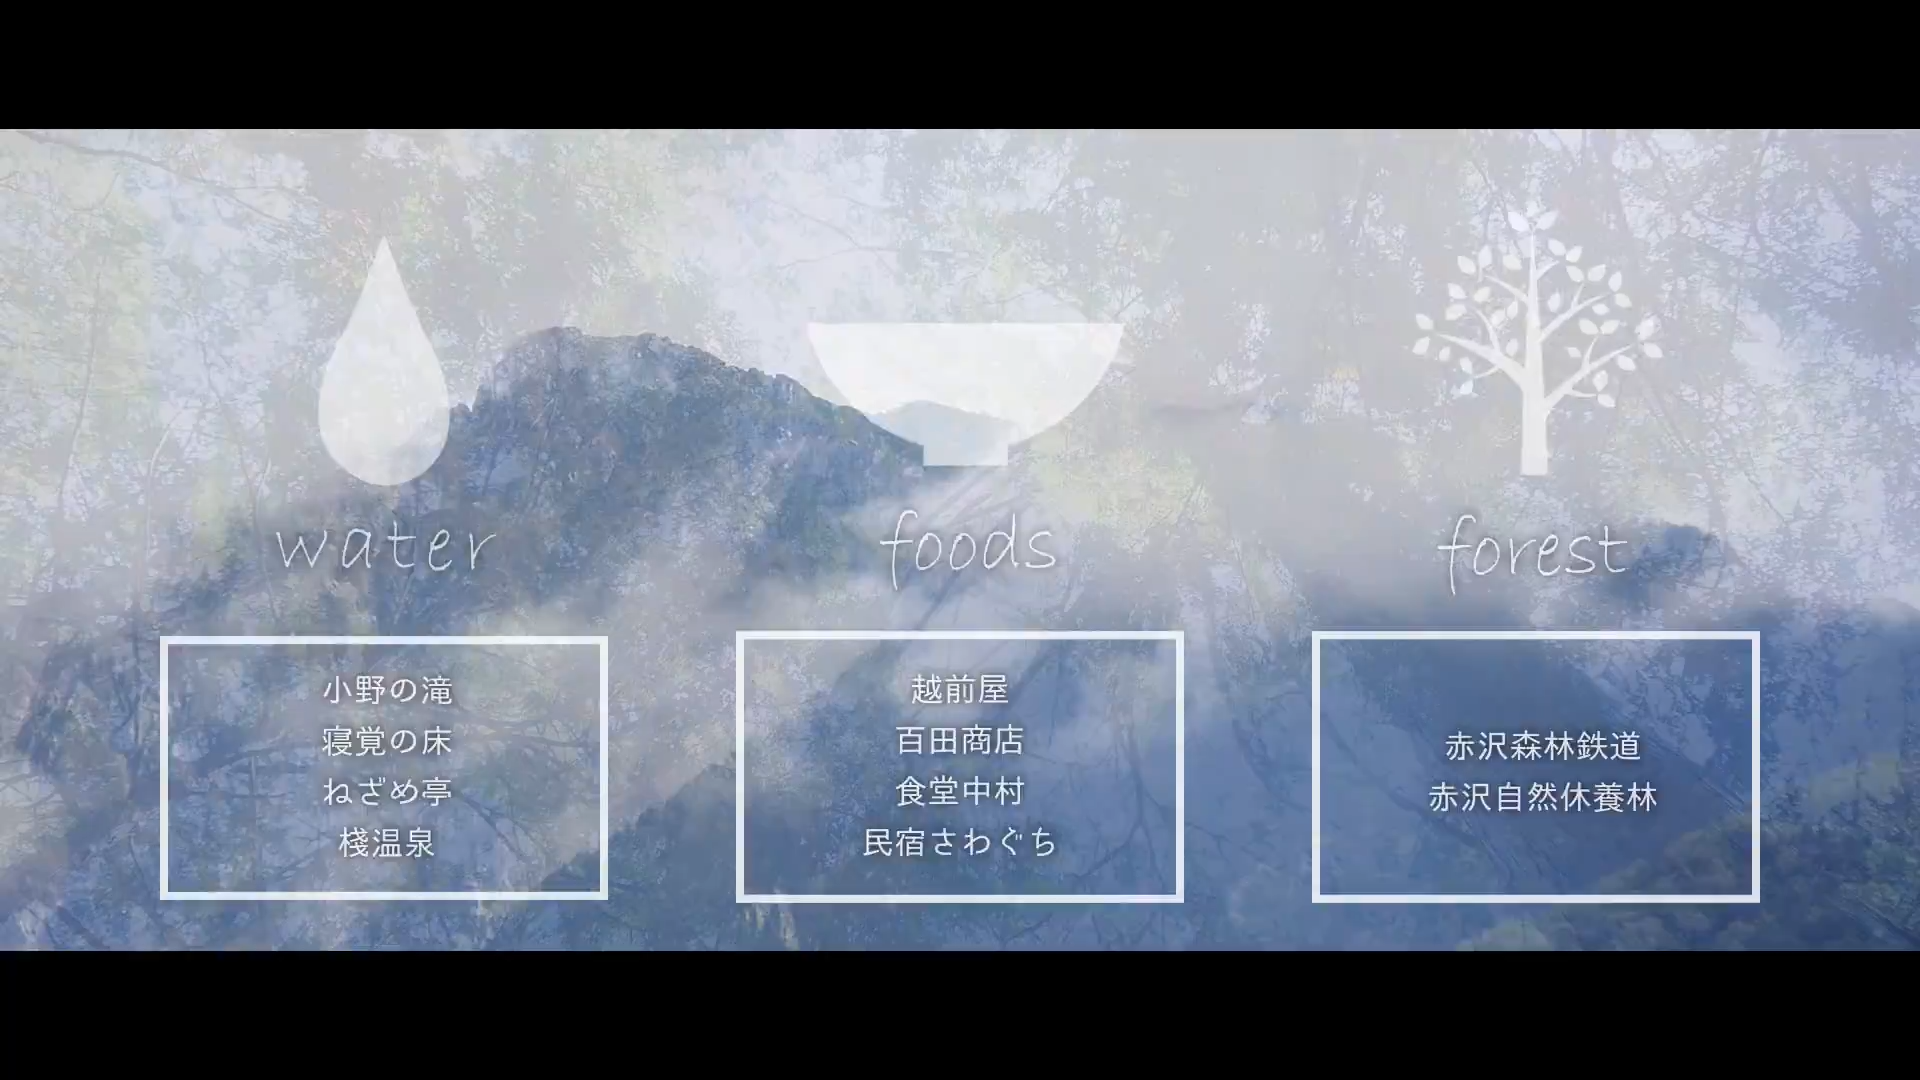 water
小野の滝
寝覚の床
ねざめ亭
棧温泉
foods
越前屋
百田商店
食堂中村
民宿さわぐち
forest
赤沢森林鉄道
赤沢自然休養林